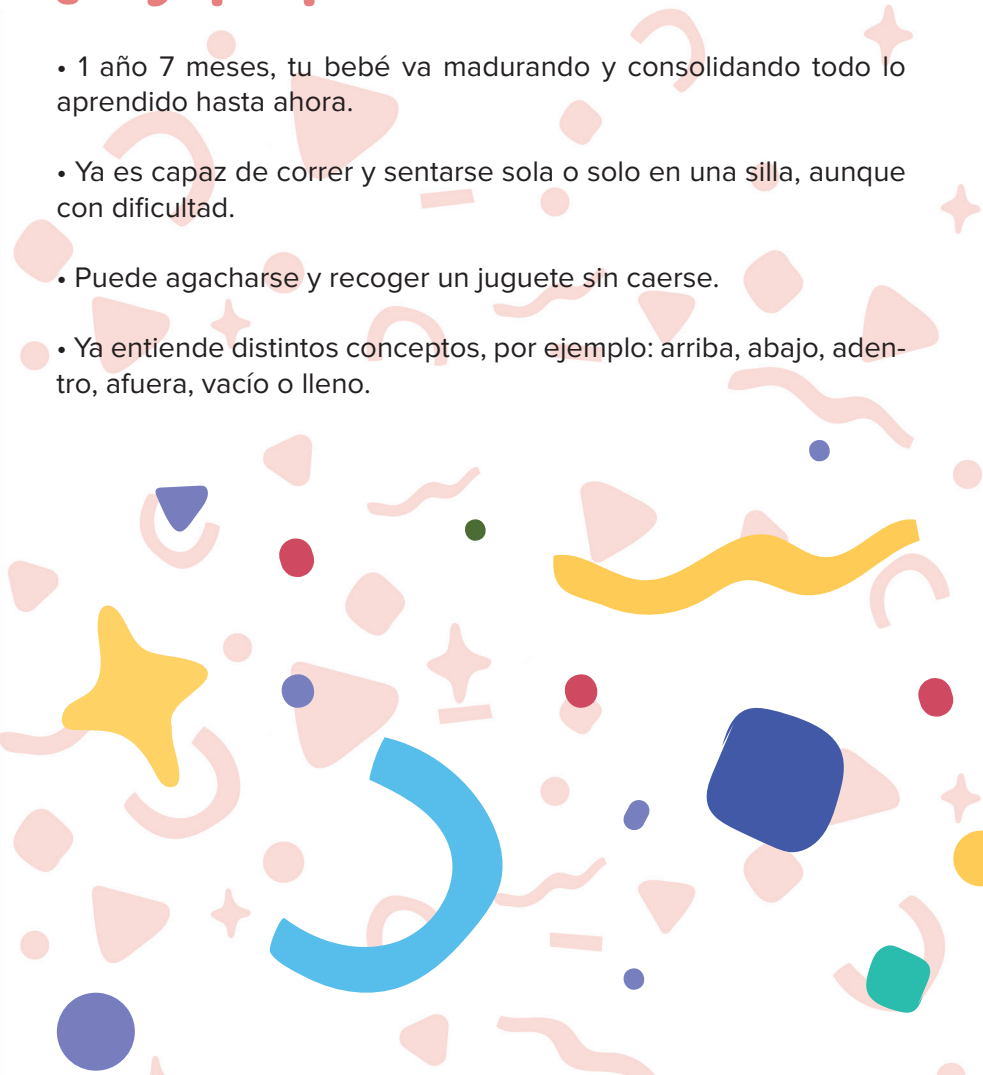 • 1 año 7 meses, tu bebé va madurando y consolidando todo lo
aprendido hasta ahora.
• Ya es capaz de correr y sentarse sola o solo en una silla, aunque
con dificultad.
• Puede agacharse y recoger un juguete sin caerse.
• Ya entiende distintos conceptos, por ejemplo: arriba, abajo, aden-
tro, afuera, vacío o lleno.